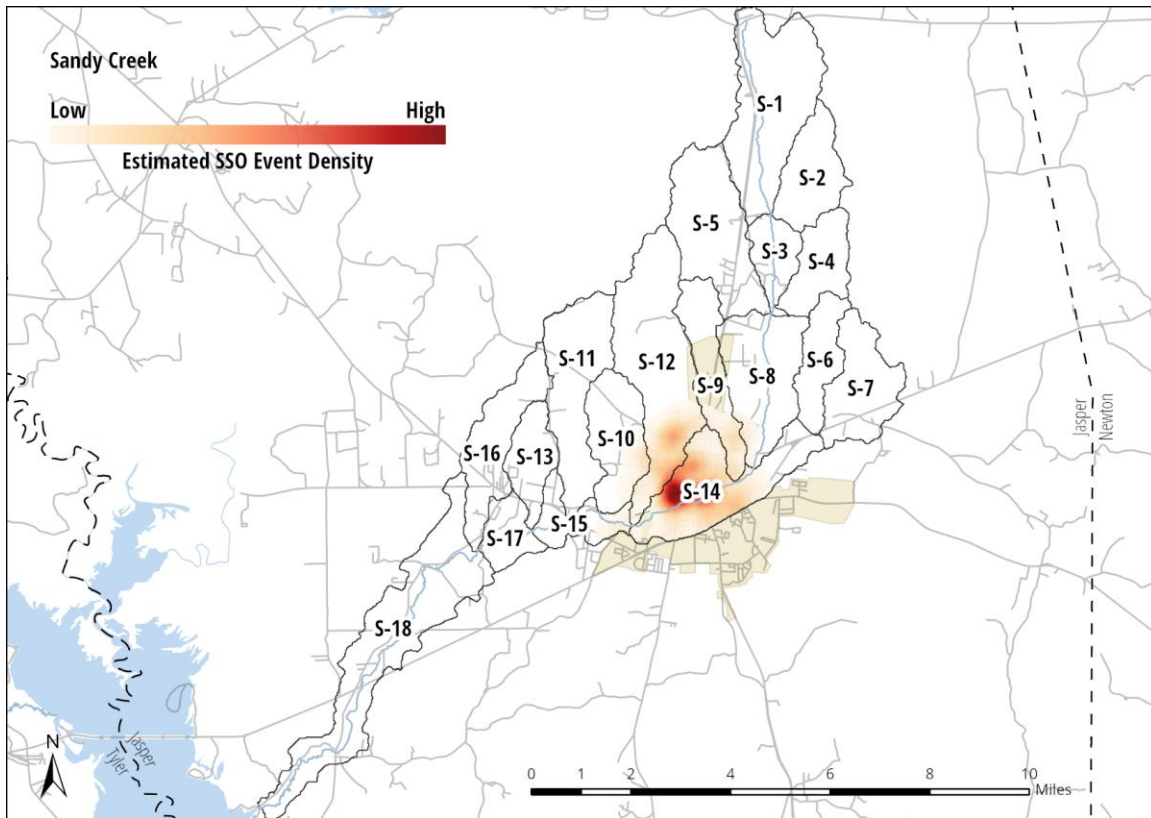 Sandy Creek
Low High
Estimated SSO Event Density
S-1
S-2
S-5
S-3
S-4
S-11
S-12
S-9
S-8
S-6
S-7
S-10
S-16
S-13
S-14
S-15
S-17
S-18
Jasper
Newton
Jasper
Tyler
N
0 1 2 4 6 8 10
Miles